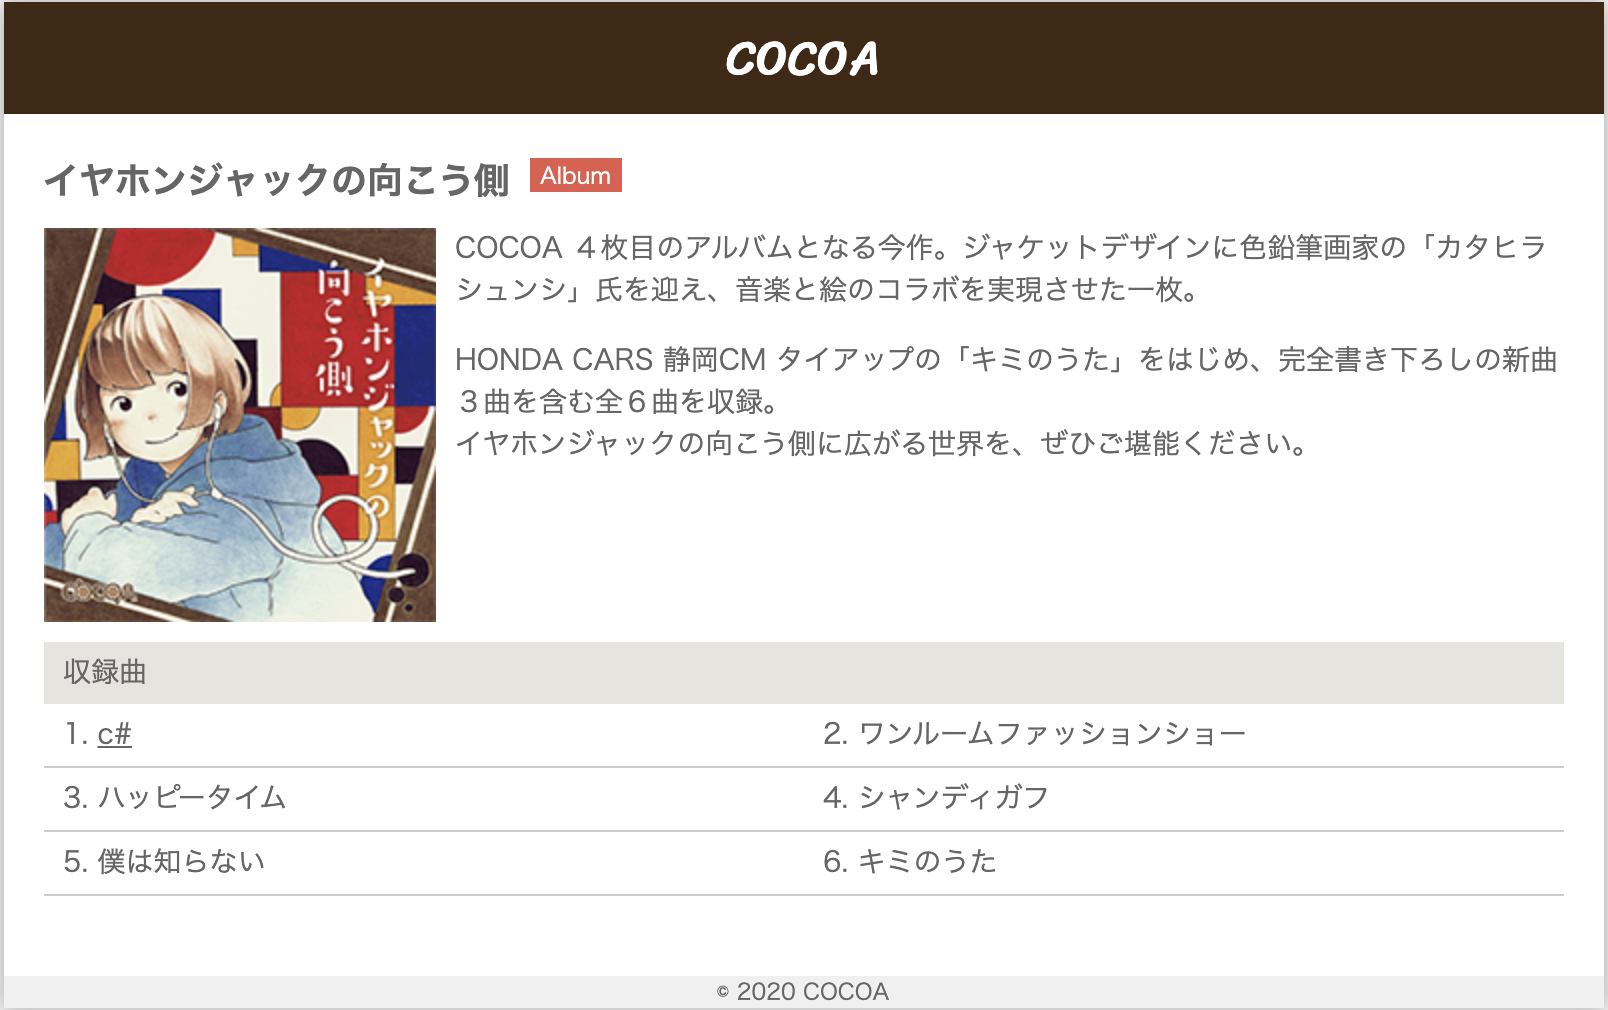 COCOA
イヤホンジャックの向こう側 Album
イヤホンジャックの
向こう側
COCOA
COCOA ４枚目のアルバムとなる今作。ジャケットデザインに色鉛筆画家の「カタヒラ
シュンシ」氏を迎え、音楽と絵のコラボを実現させた一枚。
HONDA CARS 静岡CM タイアップの「キミのうた」をはじめ、完全書き下ろしの新曲
３曲を含む全６曲を収録。
イヤホンジャックの向こう側に広がる世界を、ぜひご堪能ください。
収録曲
1. c#
2. ワンルームファッションショー
3. ハッピータイム
4. シャンディガフ
5. 僕は知らない
6. キミのうた
© 2020 COCOA